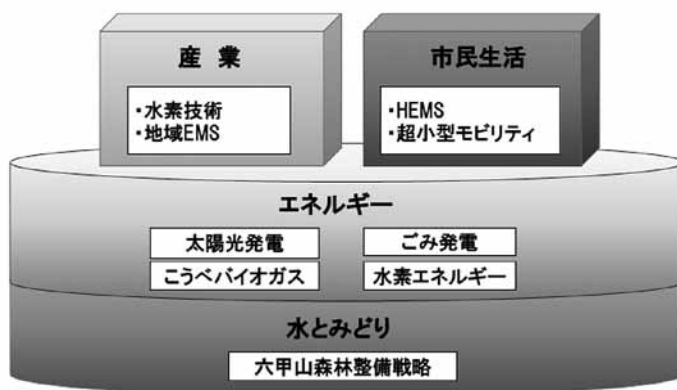 産 業
・水素技術
・地域EMS
市民生活
・HEMS
・超小型モビリティ
エネルギー
太陽光発電
ごみ発電
こうべバイオガス
水素エネルギー
水とみどり
六甲山森林整備戦略